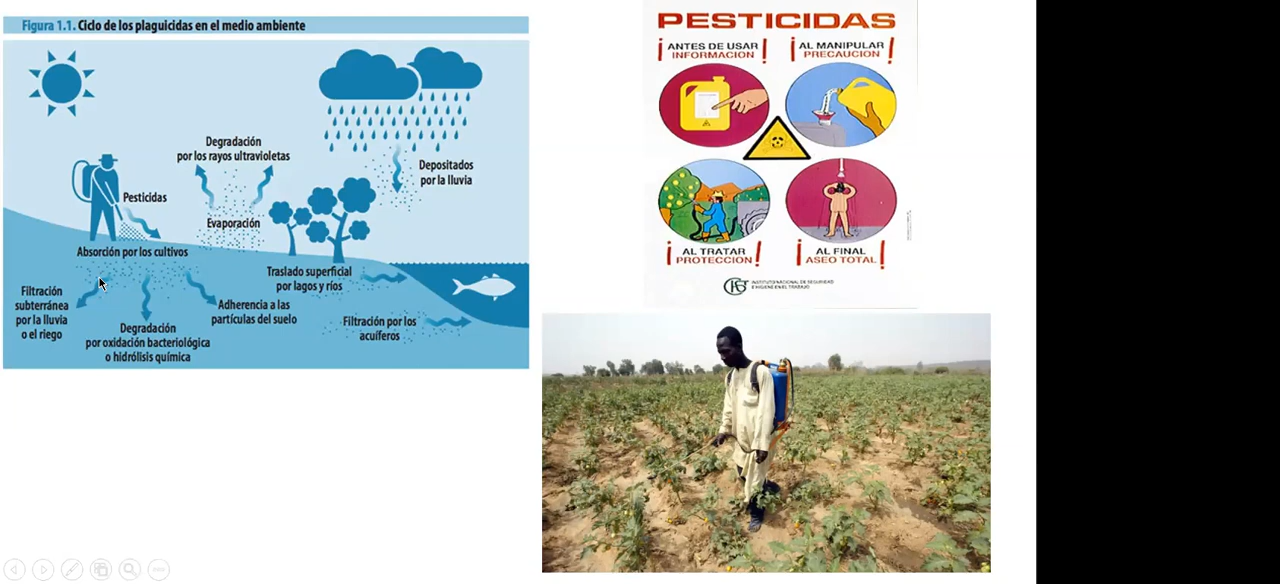 Figura 1.1. Ciclo de los plaguicidas en el medio ambiente
Degradación
por los rayos ultravioletas
Depositados
por la lluvia
Pesticidas
Evaporación
Absorción por los cultivos
Traslado superficial
por lagos y ríos
Filtración
subterránea
por la lluvia
o el riego
Adherencia a las
partículas del suelo
Degradación
por oxidación bacteriológica
o hidrólisis química
Filtración por los
acuíferos
PESTICIDAS
¡ANTES DE USAR
INFORMACION!
¡AL MANIPULAR
PRECAUCION!
¡AL TRATAR
PROTECCION!
¡AL FINAL
ASEO TOTAL!
INSTITUTO NACIONAL DE SEGURIDAD
E HIGIENE EN EL TRABAJO